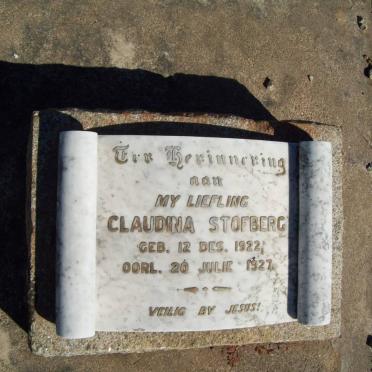 Ter Herinnering
aan
MY LIEFLING
CLAUDINA STOFBERG
GEB. 12 DES. 1922,
OORL. 20 JULIE 1927.
VEILIG BY JESUS!